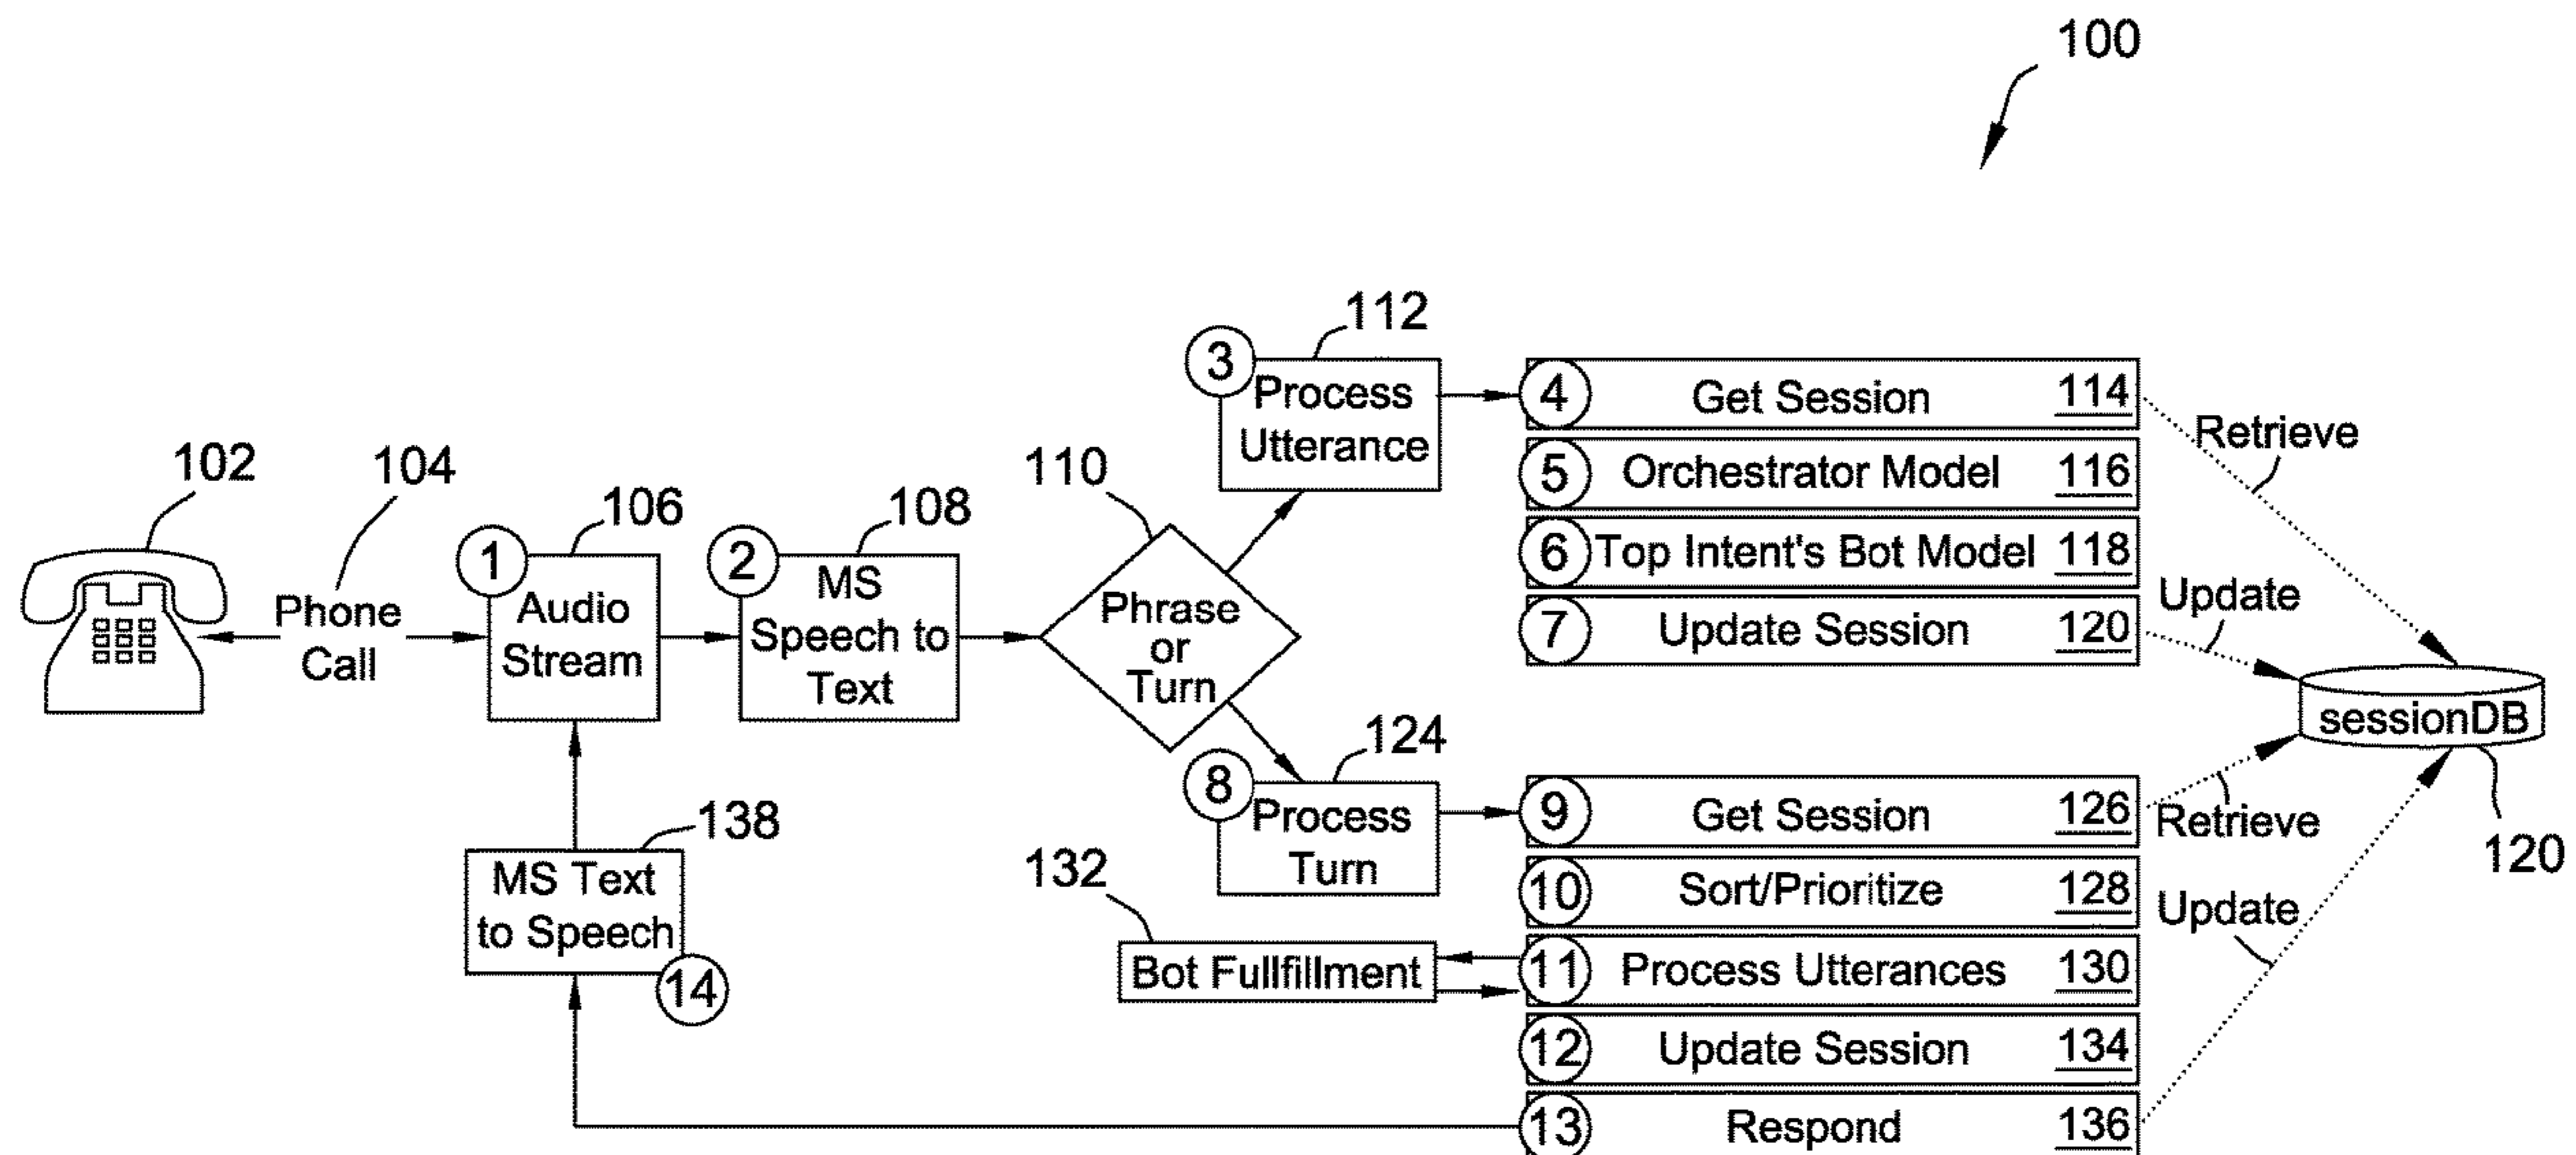 100
102
Phone
Call
104
1
106
Audio
Stream
2
108
MS
Speech to
Text
110
Phrase
or
Turn
3
112
Process
Utterance
4 Get Session 114
5 Orchestrator Model 116
6 Top Intent's Bot Model 118
7 Update Session 120
Retrieve
Update
sessionDB
120
8
124
Process
Turn
9 Get Session 126
10 Sort/Prioritize 128
11 Process Utterances 130
12 Update Session 134
13 Respond 136
Retrieve
Update
132
Bot Fullfillment
138
MS Text
to Speech
14